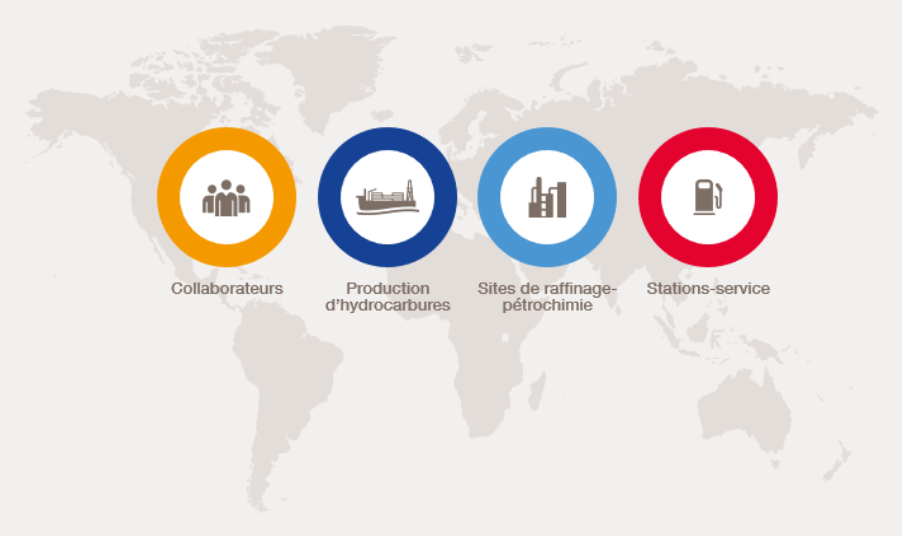 Collaborateurs
Production
d'hydrocarbures
Sites de raffinage-
pétrochimie
Stations-service